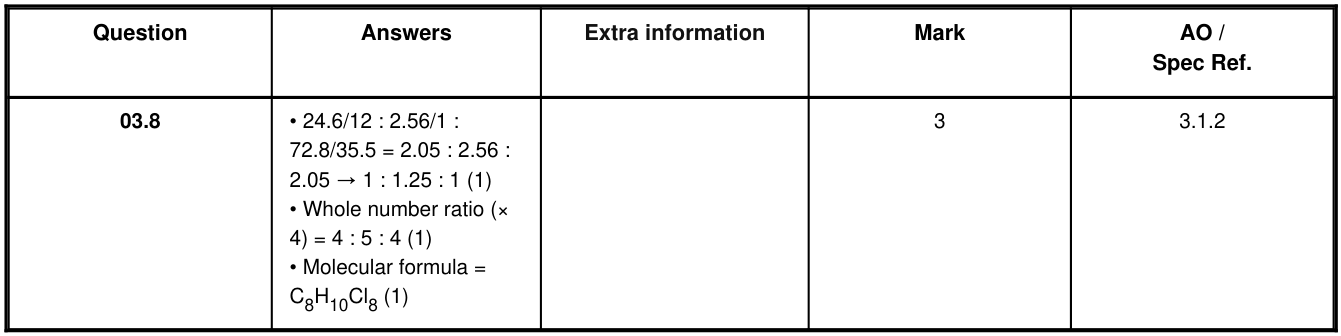 Question Answers Extra information Mark AO /
Spec Ref.
03.8 • 24.6/12 : 2.56/1 : 3 3.1.2
72.8/35.5 = 2.05 : 2.56 :
2.05 → 1 : 1.25 : 1 (1)
• Whole number ratio (×
4) = 4 : 5 : 4 (1)
• Molecular formula =
C₈H₁₀Cl₈ (1)